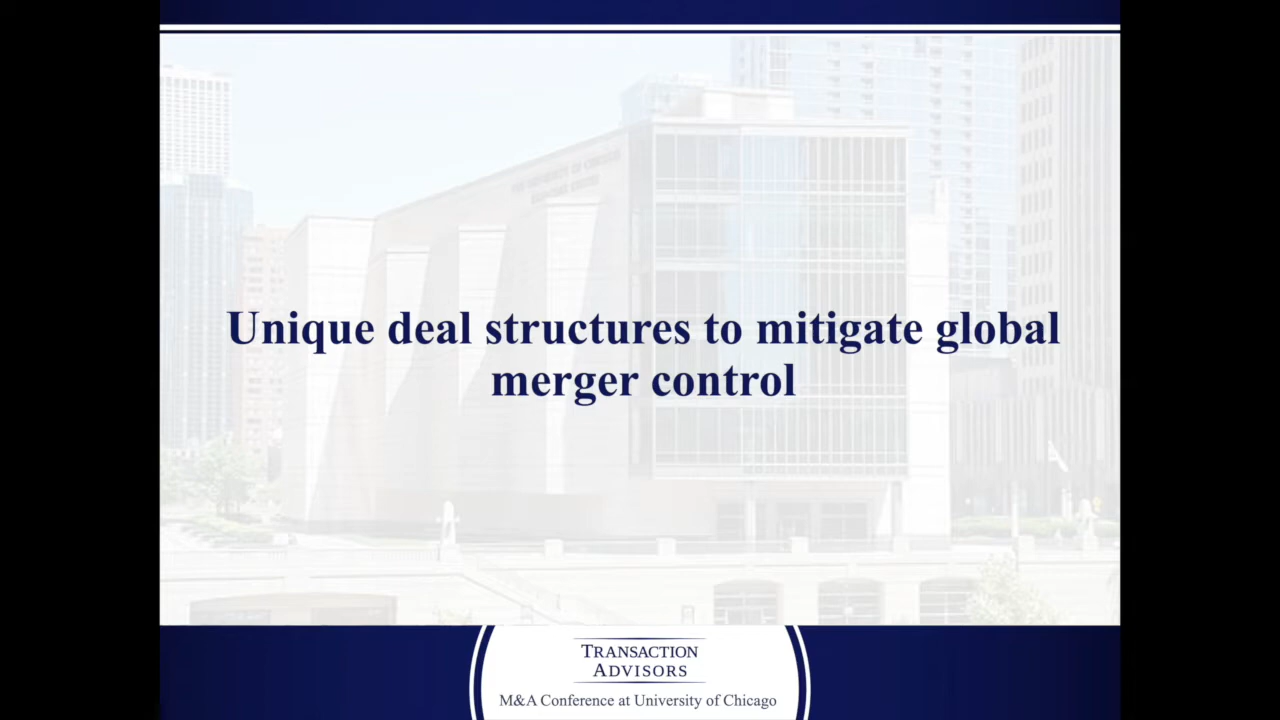 Unique deal structures to mitigate global
merger control
TRANSACTION
ADVISORS
M&A Conference at University of Chicago